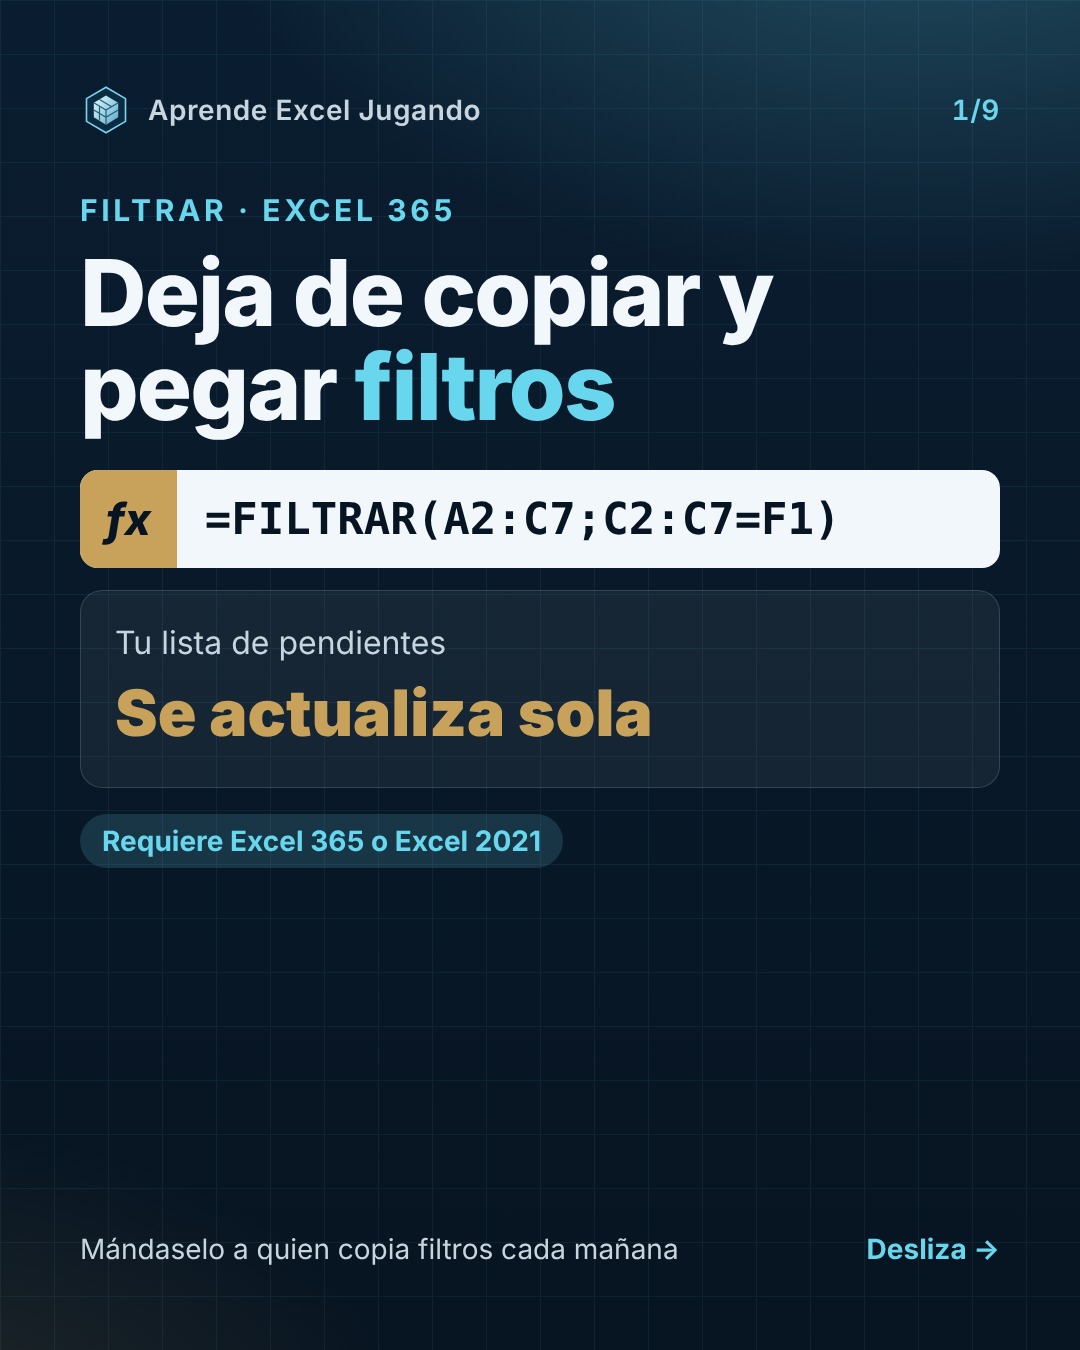 Aprende Excel Jugando
1/9
FILTRAR · EXCEL 365
Deja de copiar y
pegar filtros
fx =FILTRAR(A2:C7;C2:C7=F1)
Tu lista de pendientes
Se actualiza sola
Requiere Excel 365 o Excel 2021
Mándaselo a quien copia filtros cada mañana
Desliza →